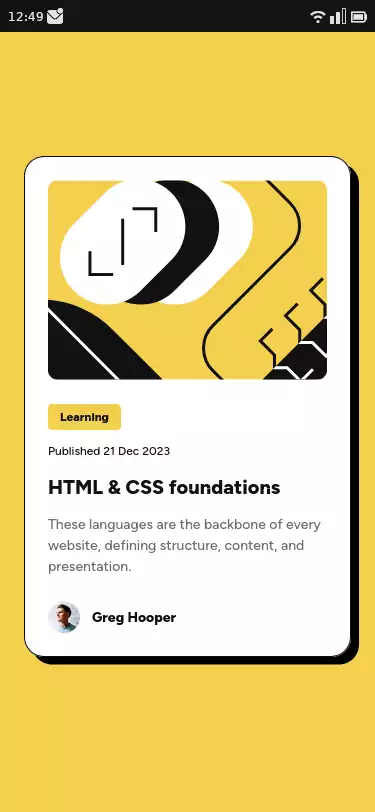 12:49
Learning
Published 21 Dec 2023
HTML & CSS foundations
These languages are the backbone of every
website, defining structure, content, and
presentation.
Greg Hooper